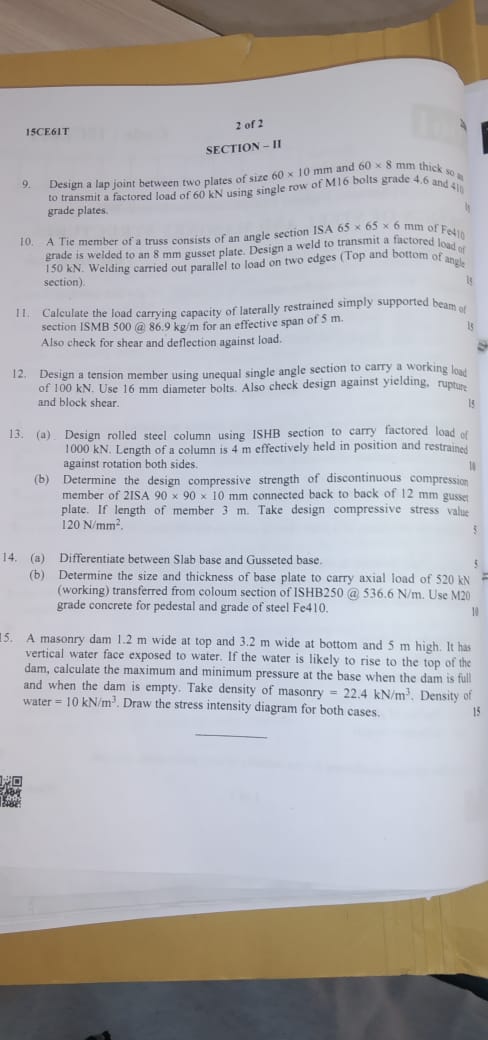 15CE61T
2 of 2
SECTION – II
9. Design a lap joint between two plates of size 60 × 10 mm and 60 × 8 mm thick so as
to transmit a factored load of 60 kN using single row of M16 bolts grade 4.6 and 410
grade plates.
10. A Tie member of a truss consists of an angle section ISA 65 × 65 × 6 mm of Fe410
grade is welded to an 8 mm gusset plate. Design a weld to transmit a factored load of
150 kN. Welding carried out parallel to load on two edges (Top and bottom of angle
section). 15
11. Calculate the load carrying capacity of laterally restrained simply supported beam of
section ISMB 500 @ 86.9 kg/m for an effective span of 5 m. 15
Also check for shear and deflection against load.
12. Design a tension member using unequal single angle section to carry a working load
of 100 kN. Use 16 mm diameter bolts. Also check design against yielding, rupture
and block shear. 15
13. (a) Design rolled steel column using ISHB section to carry factored load of
1000 kN. Length of a column is 4 m effectively held in position and restrained
against rotation both sides. 10
(b) Determine the design compressive strength of discontinuous compression
member of 2ISA 90 × 90 × 10 mm connected back to back of 12 mm gusset
plate. If length of member 3 m. Take design compressive stress value
120 N/mm². 5
14. (a) Differentiate between Slab base and Gusseted base. 5
(b) Determine the size and thickness of base plate to carry axial load of 520 kN
(working) transferred from coloum section of ISHB250 @ 536.6 N/m. Use M20
grade concrete for pedestal and grade of steel Fe410. 10
15. A masonry dam 1.2 m wide at top and 3.2 m wide at bottom and 5 m high. It has
vertical water face exposed to water. If the water is likely to rise to the top of the
dam, calculate the maximum and minimum pressure at the base when the dam is full
and when the dam is empty. Take density of masonry = 22.4 kN/m³. Density of
water = 10 kN/m³. Draw the stress intensity diagram for both cases. 15